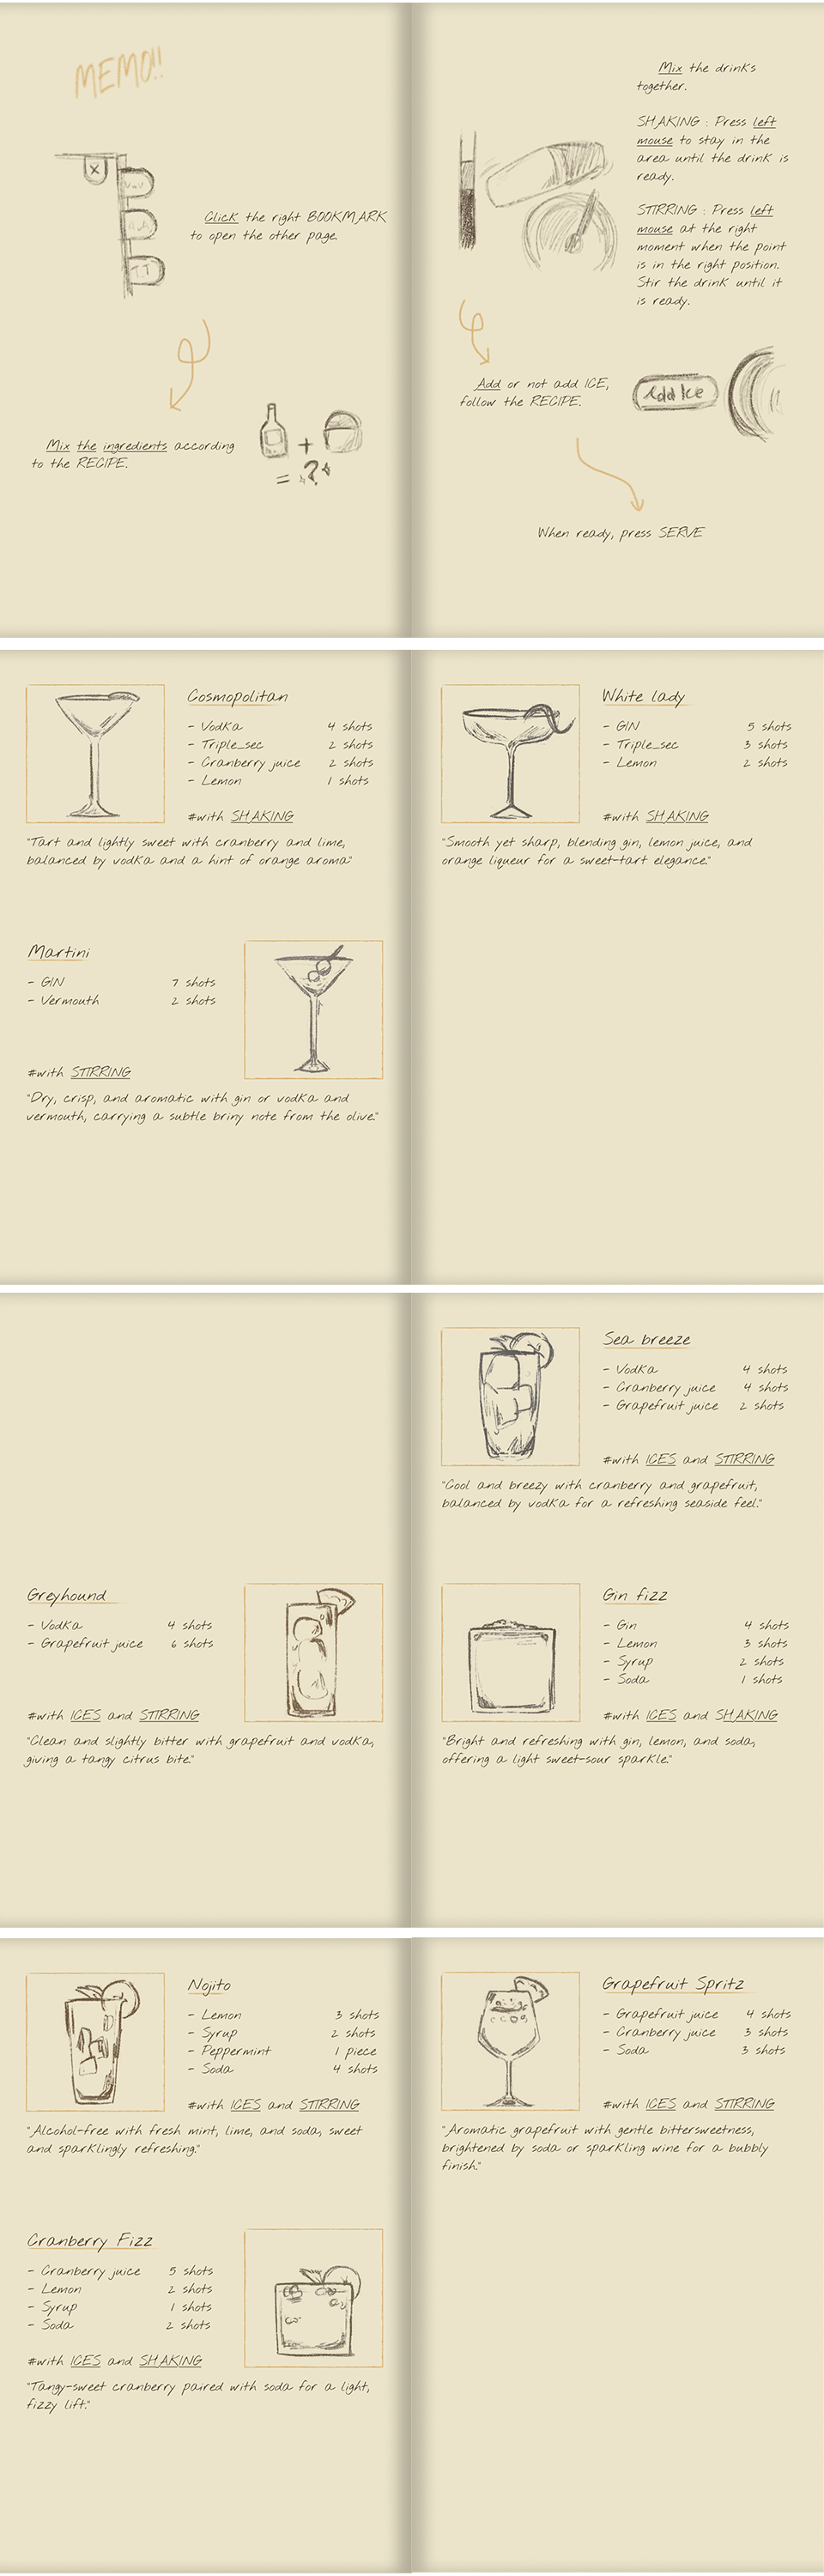 MEMO!!
X
Click the right BOOKMARK
to open the other page.
Mix the ingredients according
to the RECIPE.
+
= ?
Mix the drinks
together.
SHAKING : Press left
mouse to stay in the
area until the drink is
ready.
STIRRING : Press left
mouse at the right
moment when the point
is in the right position.
Stir the drink until it
is ready.
Add or not add ICE,
follow the RECIPE.
Add Ice
When ready, press SERVE
Cosmopolitan
- Vodka 4 shots
- Triple_sec 2 shots
- Cranberry juice 2 shots
- Lemon 1 shots
#with SHAKING
"Tart and lightly sweet with cranberry and lime,
balanced by vodka and a hint of orange aroma"
Martini
- GIN 7 shots
- Vermouth 2 shots
#with STIRRING
"Dry, crisp, and aromatic with gin or vodka and
vermouth, carrying a subtle briny note from the olive."
White lady
- GIN 5 shots
- Triple_sec 3 shots
- Lemon 2 shots
#with SHAKING
"Smooth yet sharp, blending gin, lemon juice, and
orange liqueur for a sweet-tart elegance."
Greyhound
- Vodka 4 shots
- Grapefruit juice 6 shots
#with ICES and STIRRING
"Clean and slightly bitter with grapefruit and vodka,
giving a tangy citrus bite."
Sea breeze
- Vodka 4 shots
- Cranberry juice 4 shots
- Grapefruit juice 2 shots
#with ICES and STIRRING
"Cool and breezy with cranberry and grapefruit,
balanced by vodka for a refreshing seaside feel."
Gin fizz
- Gin 4 shots
- Lemon 3 shots
- Syrup 2 shots
- Soda 1 shots
#with ICES and SHAKING
"Bright and refreshing with gin, lemon, and soda,
offering a light sweet-sour sparkle."
Nojito
- Lemon 3 shots
- Syrup 2 shots
- Peppermint 1 piece
- Soda 4 shots
#with ICES and STIRRING
"Alcohol-free with fresh mint, lime, and soda, sweet
and sparklingly refreshing."
Cranberry Fizz
- Cranberry juice 5 shots
- Lemon 2 shots
- Syrup 1 shots
- Soda 2 shots
#with ICES and SHAKING
"Tangy-sweet cranberry paired with soda for a light,
fizzy lift."
Grapefruit Spritz
- Grapefruit juice 4 shots
- Cranberry juice 3 shots
- Soda 3 shots
#with ICES and STIRRING
"Aromatic grapefruit with gentle bittersweetness,
brightened by soda or sparkling wine for a bubbly
finish."